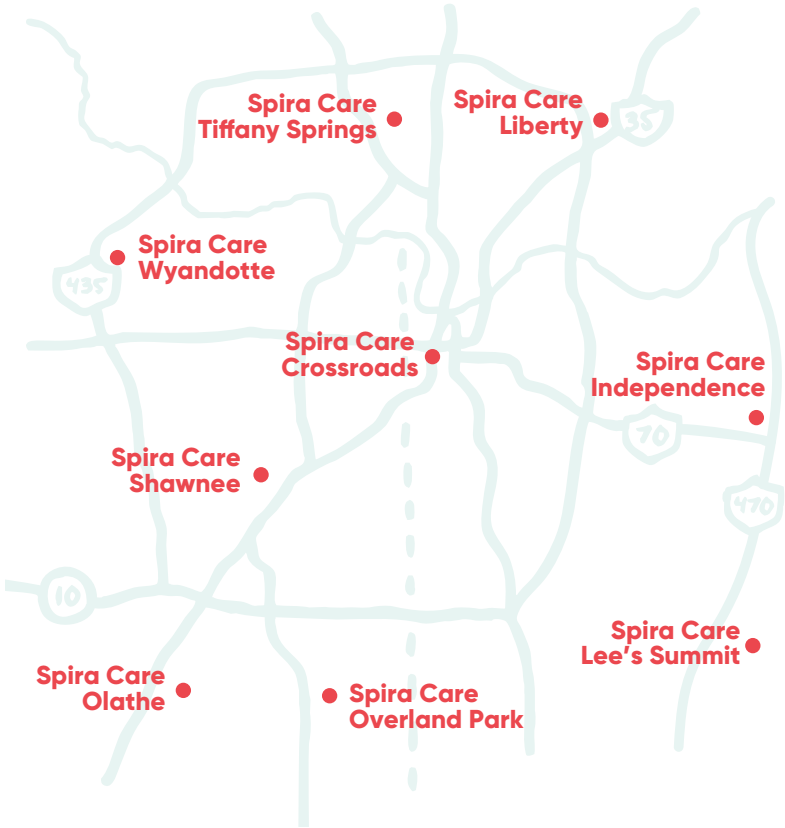 Spira Care
Tiffany Springs
Spira Care
Liberty
35
Spira Care
Wyandotte
435
Spira Care
Crossroads
Spira Care
Independence
70
Spira Care
Shawnee
470
10
Spira Care
Lee's Summit
Spira Care
Olathe
Spira Care
Overland Park